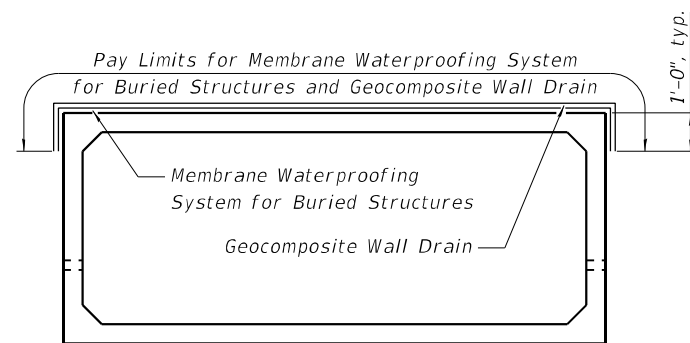 Pay Limits for Membrane Waterproofing System
for Buried Structures and Geocomposite Wall Drain
1'-0", typ.
Membrane Waterproofing
System for Buried Structures
Geocomposite Wall Drain